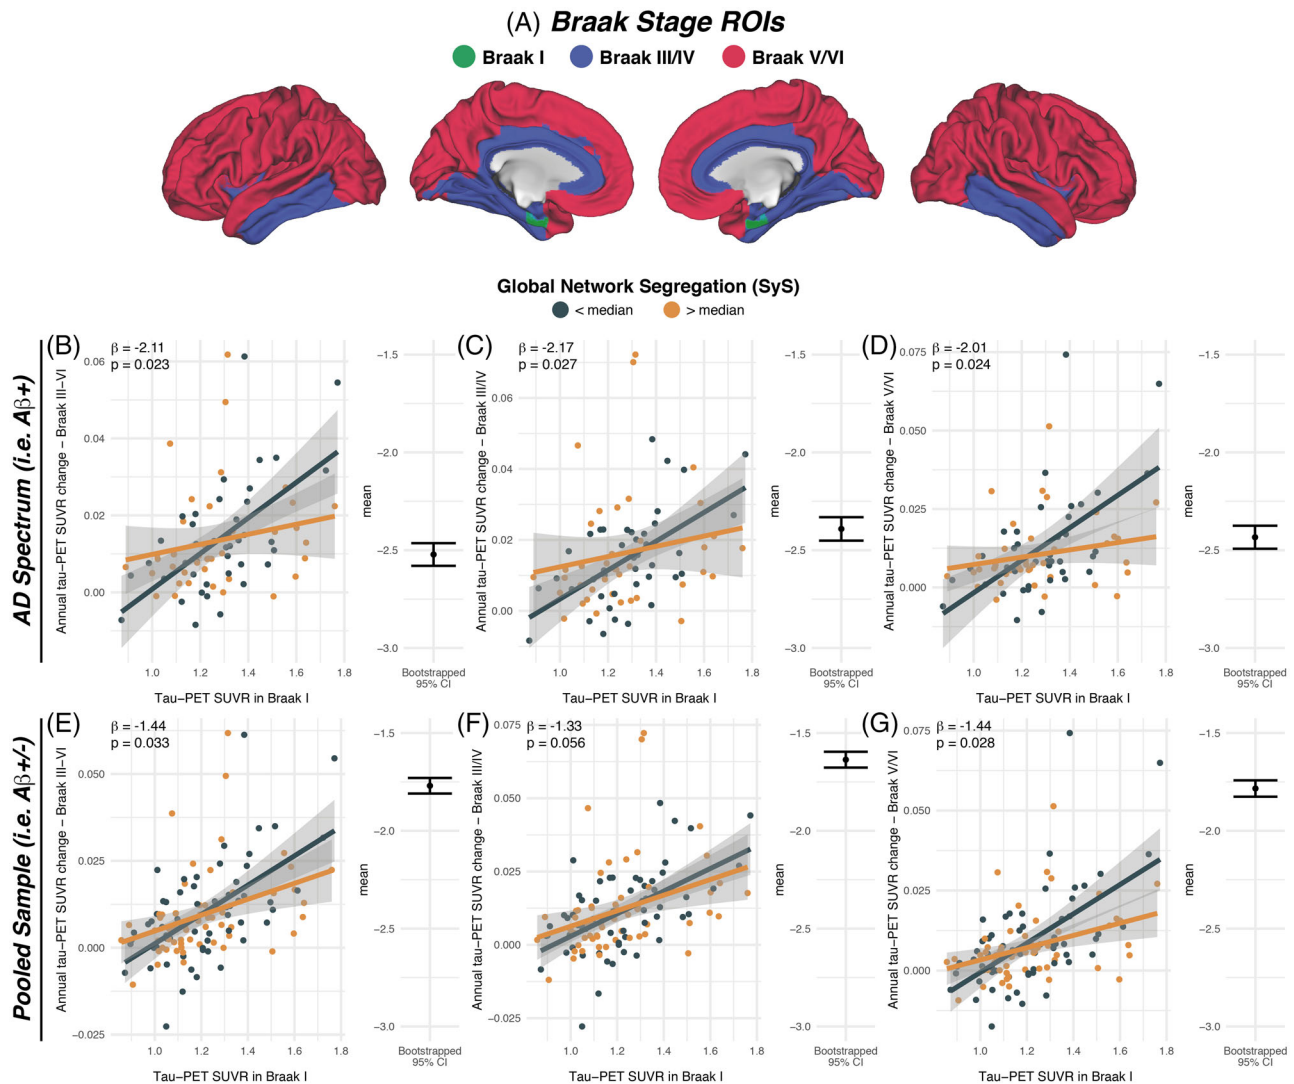 (A) Braak Stage ROIs
Braak I Braak III/IV Braak V/VI
Global Network Segregation (SyS)
< median > median
AD Spectrum (i.e. Aβ+)
(B)
β = -2.11
p = 0.023
Annual tau-PET SUVR change - Braak III-VI
0.06
0.04
0.02
0.00
1.0 1.2 1.4 1.6 1.8
Tau-PET SUVR in Braak I
-1.5
-2.0
-2.5
-3.0
mean
Bootstrapped
95% CI
(C)
β = -2.17
p = 0.027
Annual tau-PET SUVR change - Braak III/IV
0.06
0.04
0.02
0.00
1.0 1.2 1.4 1.6 1.8
Tau-PET SUVR in Braak I
-1.5
-2.0
-2.5
-3.0
mean
Bootstrapped
95% CI
(D)
β = -2.01
p = 0.024
Annual tau-PET SUVR change - Braak V/VI
0.075
0.050
0.025
0.000
1.0 1.2 1.4 1.6 1.8
Tau-PET SUVR in Braak I
-1.5
-2.0
-2.5
-3.0
mean
Bootstrapped
95% CI
Pooled Sample (i.e. Aβ+/-)
(E)
β = -1.44
p = 0.033
Annual tau-PET SUVR change - Braak III-VI
0.050
0.025
0.000
-0.025
1.0 1.2 1.4 1.6 1.8
Tau-PET SUVR in Braak I
-1.5
-2.0
-2.5
-3.0
mean
Bootstrapped
95% CI
(F)
β = -1.33
p = 0.056
Annual tau-PET SUVR change - Braak III/IV
0.075
0.050
0.025
0.000
-0.025
1.0 1.2 1.4 1.6 1.8
Tau-PET SUVR in Braak I
-1.5
-2.0
-2.5
-3.0
mean
Bootstrapped
95% CI
(G)
β = -1.44
p = 0.028
Annual tau-PET SUVR change - Braak V/VI
0.075
0.050
0.025
0.000
1.0 1.2 1.4 1.6 1.8
Tau-PET SUVR in Braak I
-1.5
-2.0
-2.5
-3.0
mean
Bootstrapped
95% CI